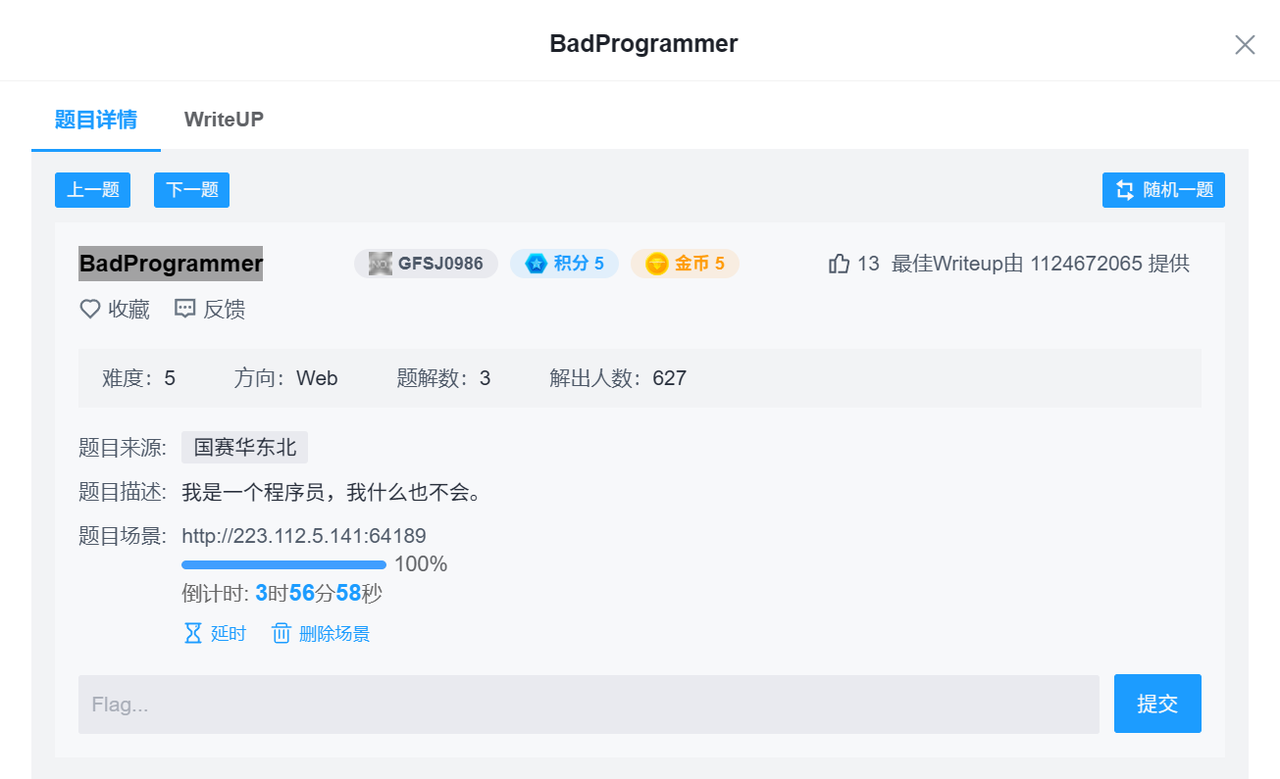 BadProgrammer
题目详情 WriteUP
上一题 下一题 随机一题
BadProgrammer GFSJ0986 积分 5 金币 5 13 最佳Writeup由 1124672065 提供
收藏 反馈
难度：5 方向：Web 题解数：3 解出人数：627
题目来源: 国赛华东北
题目描述: 我是一个程序员，我什么也不会。
题目场景: http://223.112.5.141:64189
100%
倒计时: 3时56分58秒
延时 删除场景
Flag... 提交